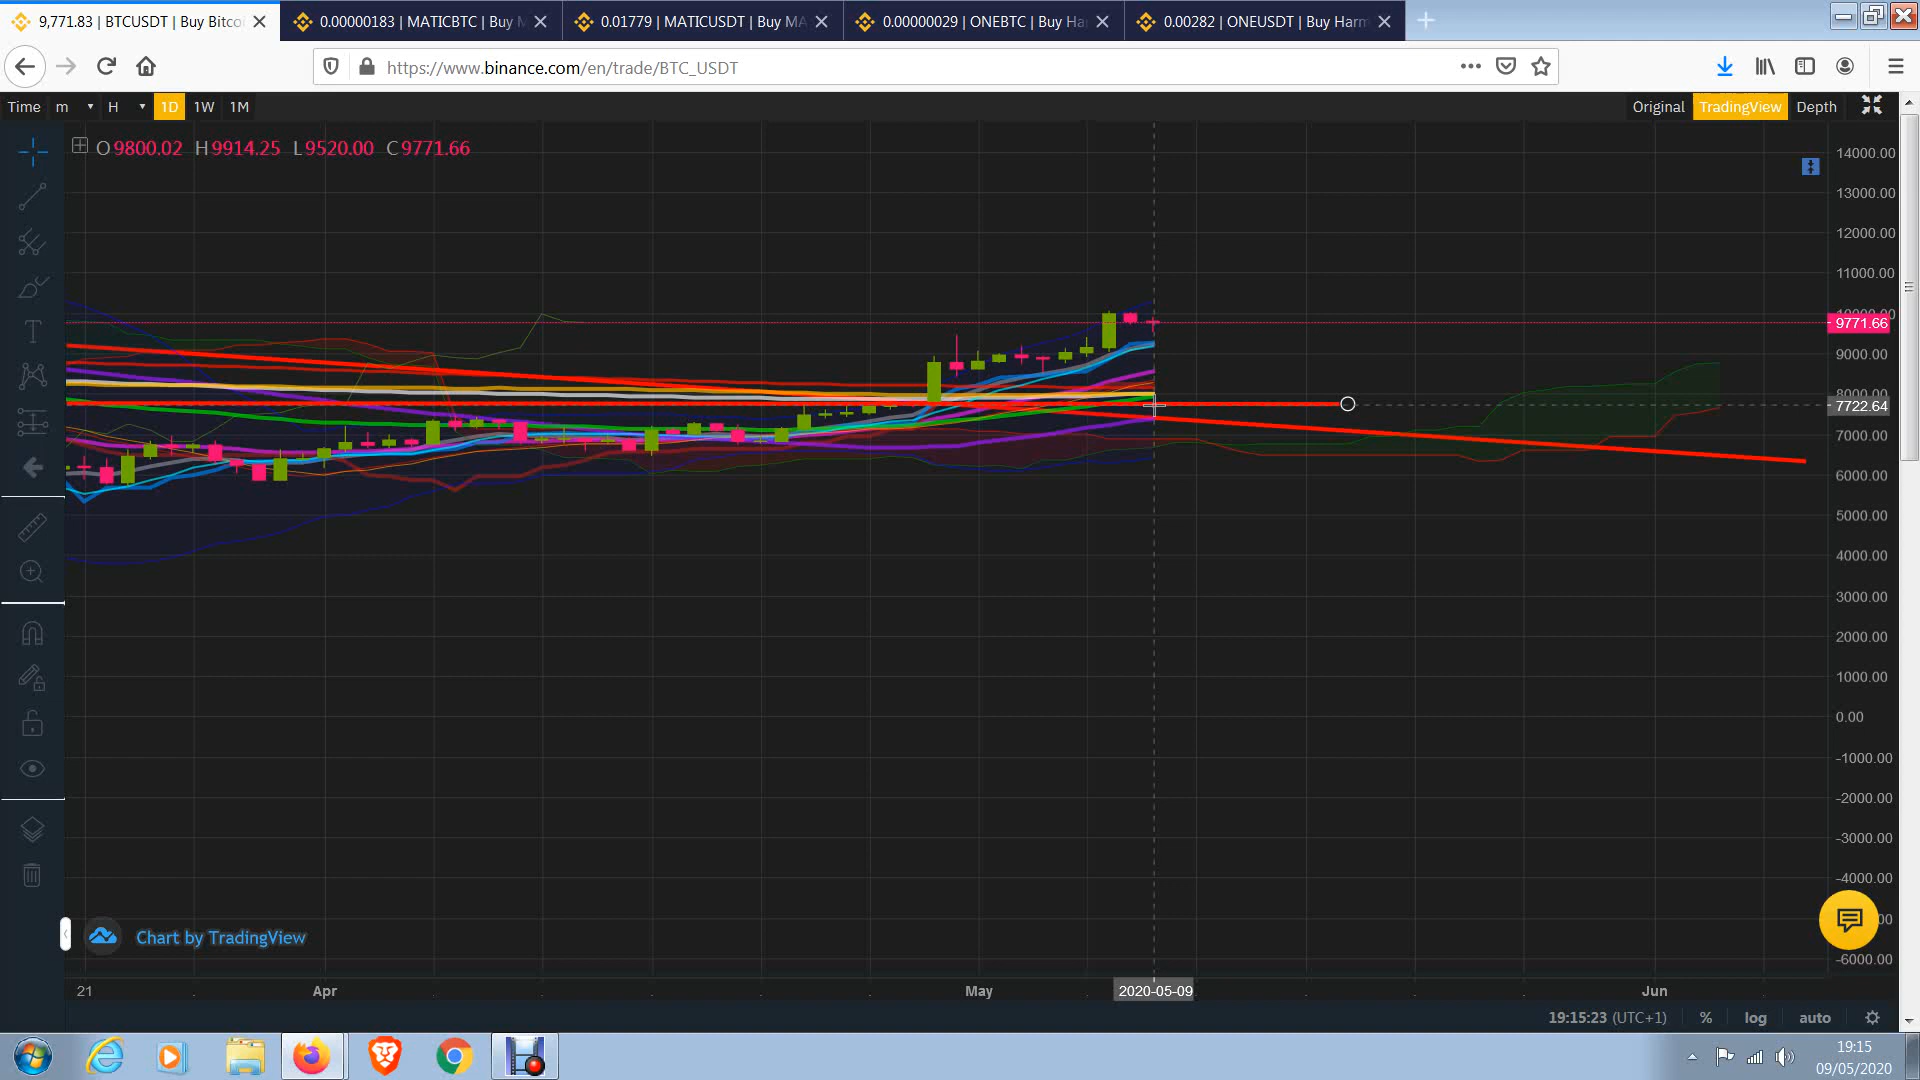 9,771.83 | BTCUSDT | Buy Bitco
0.00000183 | MATICBTC | Buy M
0.01779 | MATICUSDT | Buy MA
0.00000029 | ONEBTC | Buy Ha
0.00282 | ONEUSDT | Buy Harm
https://www.binance.com/en/trade/BTC_USDT
Time m H 1D 1W 1M
Original TradingView Depth
O 9800.02 H 9914.25 L 9520.00 C 9771.66
14000.00
13000.00
12000.00
11000.00
9771.66
9000.00
8000.00
7722.64
7000.00
6000.00
5000.00
4000.00
3000.00
2000.00
1000.00
0.00
-1000.00
-2000.00
-3000.00
-4000.00
-6000.00
T
Chart by TradingView
21 Apr May 2020-05-09 Jun
19:15:23 (UTC+1) % log auto
19:15
09/05/2020